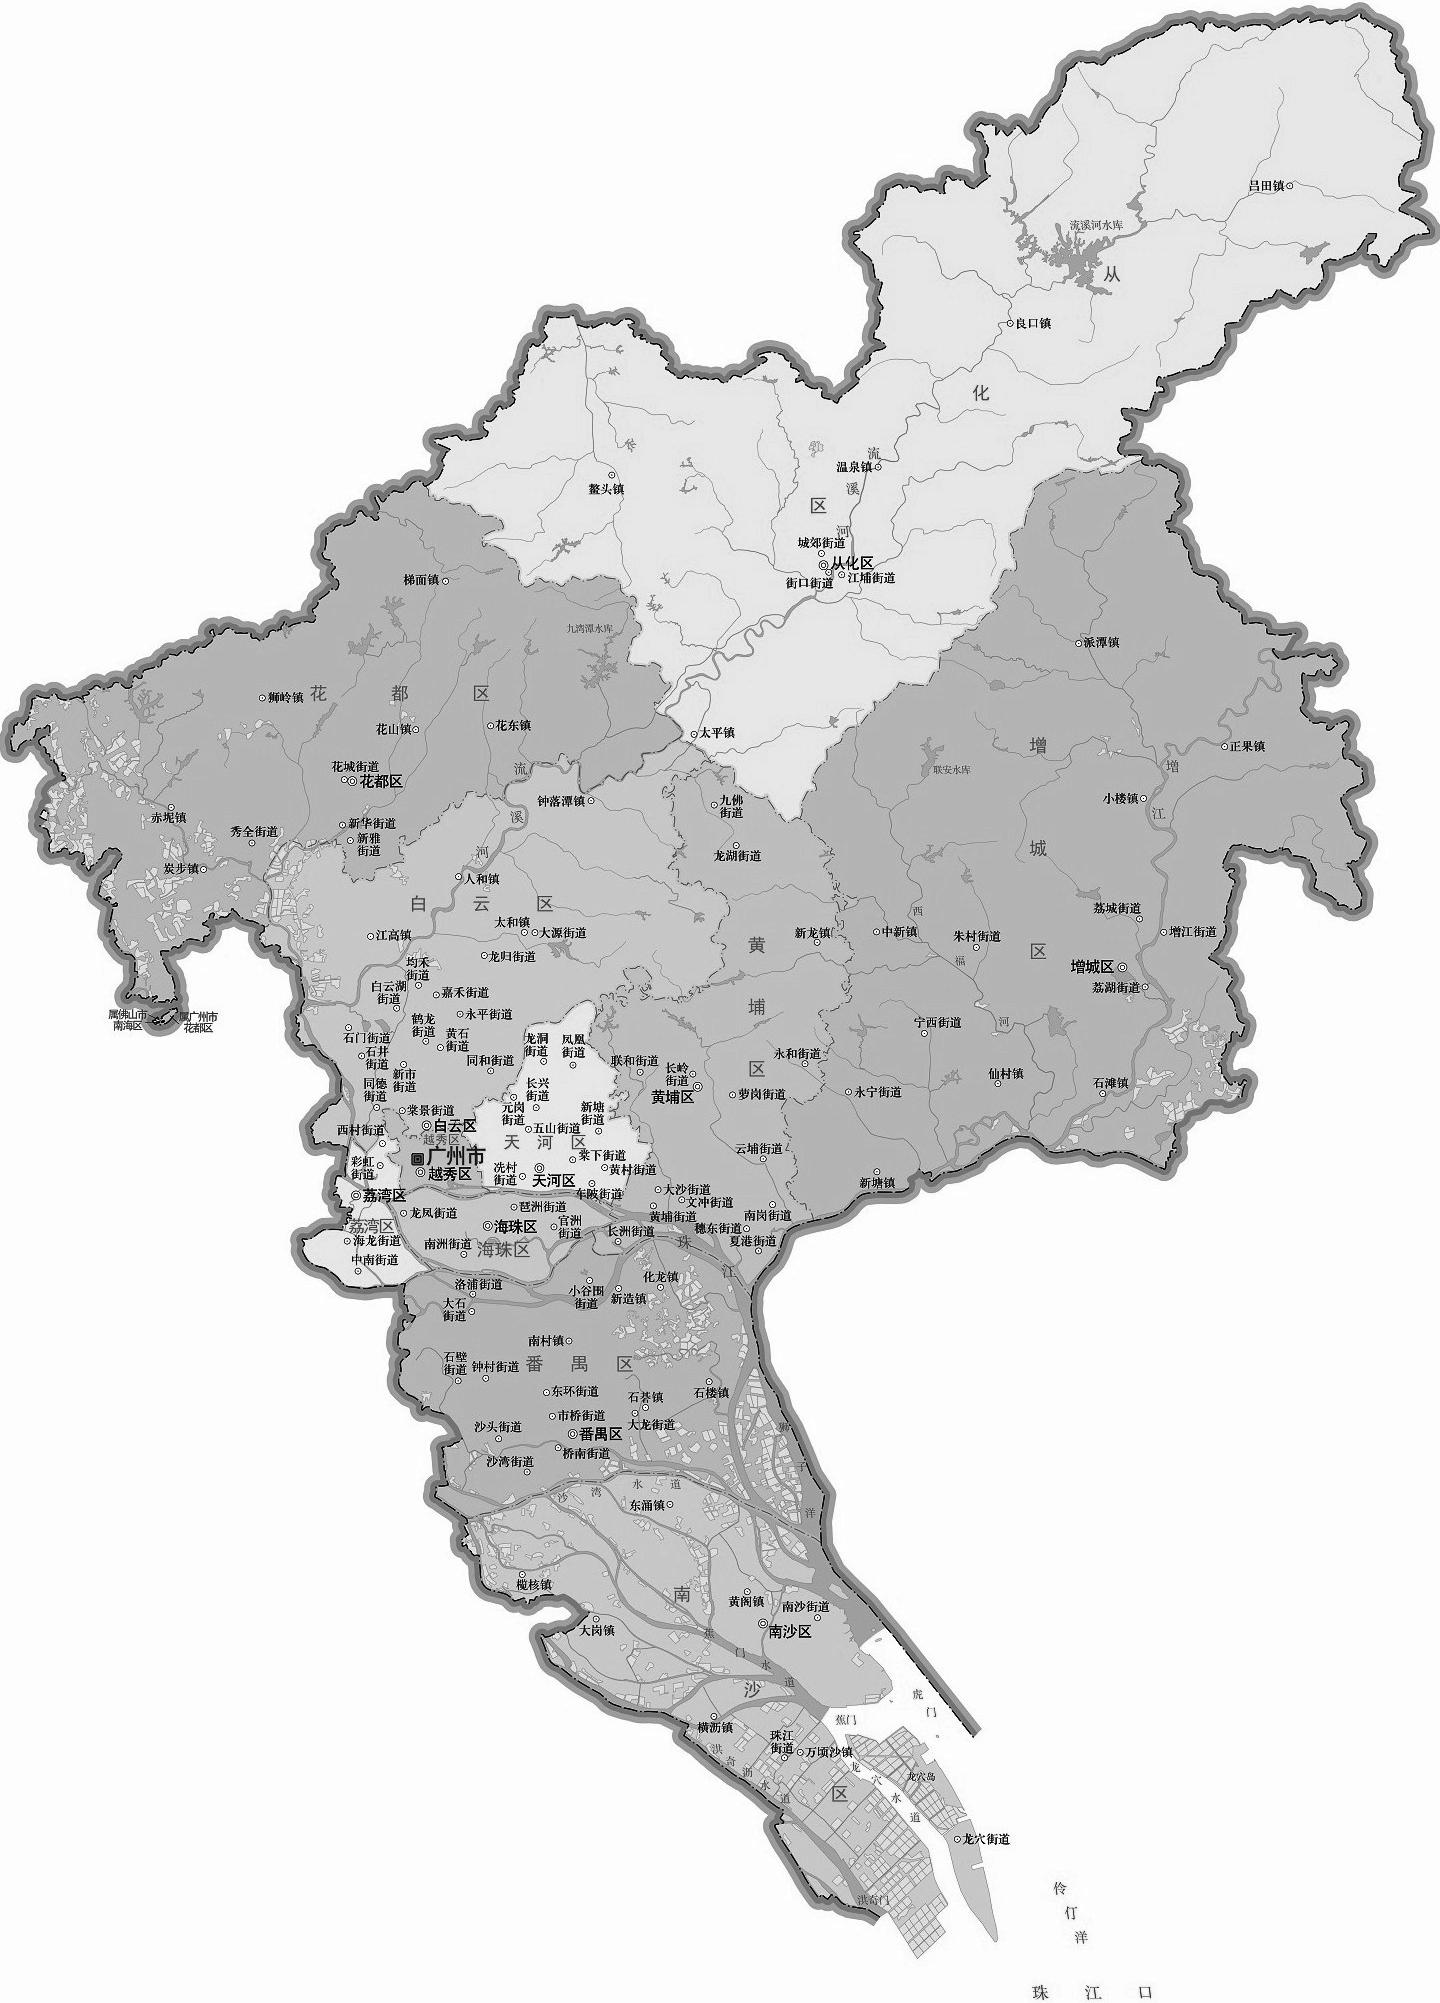 吕田镇
流溪河水库
从
良口镇
化
流
温泉镇
溪
鳌头镇
区
河
城郊街道
从化区
街口街道
江埔街道
梯面镇
九湾潭水库
派潭镇
狮岭镇
花 都 区
花山镇
花东镇
太平镇
增
正果镇
花城街道
花都区
流
联安水库
增
钟落潭镇
九佛
街道
小楼镇
赤坭镇
溪
江
秀全街道
新华街道
新雅
街道
河
龙湖街道
城
炭步镇
人和镇
白 云 区
西
荔城街道
太和镇
大源街道
江高镇
新龙镇
中新镇
朱村街道
增江街道
黄
龙归街道
均禾
街道
福
区
增城区
白云湖
街道
嘉禾街道
荔湖街道
属佛山市
南海区
属广州市
花都区
鹤龙
街道
永平街道
埔
宁西街道
河
石门街道
黄石
街道
龙洞
街道
凤凰
街道
石井
街道
同和街道
联和街道
长岭
街道
永和街道
区
新市
街道
同德
街道
长兴
街道
黄埔区
萝岗街道
永宁街道
仙村镇
石滩镇
棠景街道
元岗
街道
新塘
街道
西村街道
白云区
五山街道
越秀区
天 河 区
广州市
云埔街道
彩虹
街道
越秀区
冼村
街道
天河区
棠下街道
黄村街道
新塘镇
荔湾区
车陂街道
大沙街道
文冲街道
龙凤街道
琶洲街道
黄埔街道
南岗街道
荔湾区
海珠区
官洲
街道
长洲街道
穗东街道
海龙街道
南洲街道
海珠区
珠
夏港街道
中南街道
江
洛浦街道
小谷围
街道
化龙镇
新造镇
大石
街道
南村镇
石壁
街道
钟村街道
番 禺 区
东环街道
石碁镇
石楼镇
市桥街道
大龙街道
沙头街道
番禺区
狮
桥南街道
沙湾街道
子
沙 湾 水 道
东涌镇
洋
榄核镇
南
黄阁镇
南沙街道
大岗镇
南沙区
蕉
门
水
道
沙
虎
门
横沥镇
蕉门
珠江
街道
万顷沙镇
洪
奇
沥
水
道
龙
穴
水
道
龙穴岛
区
龙穴街道
洪奇门
伶
仃
洋
珠 江 口